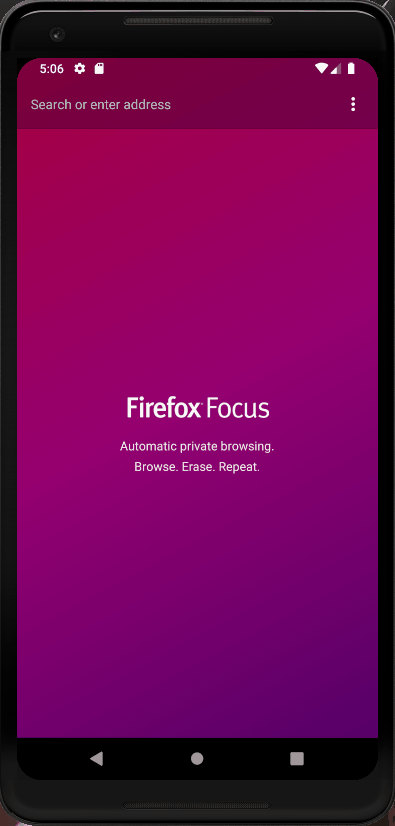 5:06
Search or enter address
Firefox Focus
Automatic private browsing.
Browse. Erase. Repeat.